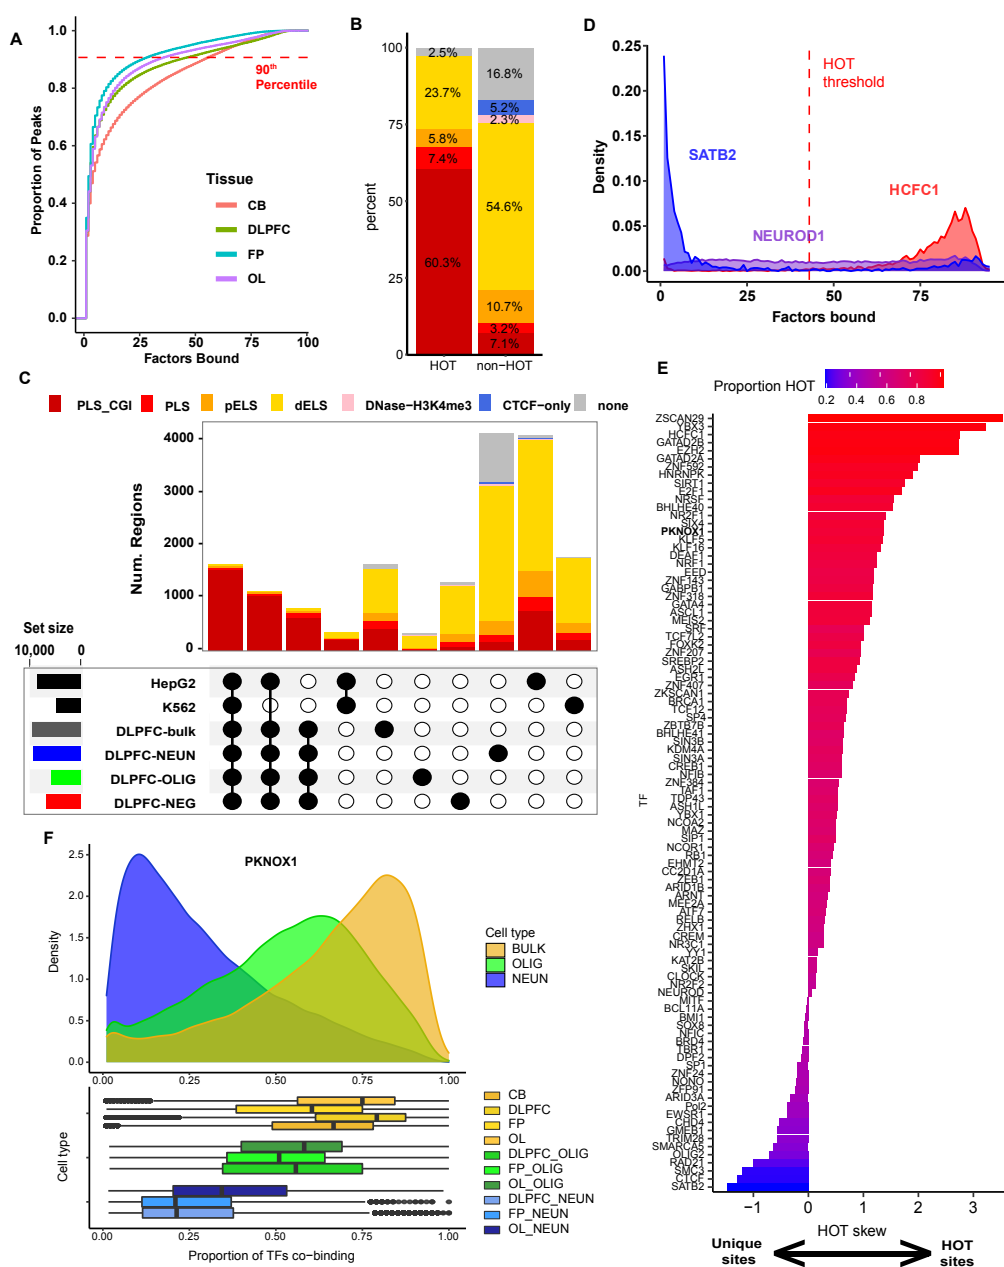 A
1.0
0.8
0.6
0.4
0.2
0.0
Proportion of Peaks
90th
Percentile
Tissue
CB
DLPFC
FP
OL
0
25
50
75
100
Factors Bound
B
100
75
50
25
0
percent
2.5%
23.7%
5.8%
7.4%
60.3%
16.8%
5.2%
2.3%
54.6%
10.7%
3.2%
7.1%
HOT
non-HOT
D
0.25
0.20
0.15
0.10
0.05
0.00
Density
HOT
threshold
SATB2
NEUROD1
HCFC1
0
25
50
75
Factors bound
C
PLS_CGI
PLS
pELS
dELS
DNase-H3K4me3
CTCF-only
none
4000
3000
2000
1000
0
Num. Regions
Set size
10,000
0
HepG2
K562
DLPFC-bulk
DLPFC-NEUN
DLPFC-OLIG
DLPFC-NEG
E
Proportion HOT
0.2 0.4 0.6 0.8
ZSCAN29
YBX3
HCFC1
GATAD2B
EZH2
GATAD2A
ZNF592
HNRNPK
SIRT1
E2F1
NRSF
BHLHE40
NR2F1
SIX4
PKNOX1
KLF5
KLF16
DEAF1
NRF1
EED
ZNF143
GABPB1
ZNF318
GATA4
ASCL1
MEIS2
SRF
TCF7L2
FOXK2
ZNF207
SREBP2
ASH2L
EGR1
ZNF407
ZKSCAN1
BRCA1
TCF12
SP4
ZBTB7B
BHLHE41
SIN3B
KDM4A
SIN3A
CREB1
NFIB
ZNF384
TAF1
TDP43
ASH1L
YBX1
NCOA2
MAZ
SIP1
NCOR1
RB1
EHMT2
CC2D1A
ZEB1
ARID1B
ARNT
MEF2A
ATF7
RELB
ZHX1
CREM
NR3C1
YY1
KAT2B
SKIL
CLOCK
NR2F2
NEUROD
MITF
BCL11A
BMI1
SOX8
NFIC
BRD4
TBR1
DPF2
SP1
ZNF24
NONO
ZFP91
ARID3A
Pol2
EWSR1
CHD4
GMEB1
TRIM28
SMARCA5
OLIG2
RAD21
SMC3
CTCF
SATB2
TF
−1
0
1
2
3
HOT skew
Unique
sites
HOT
sites
F
PKNOX1
2.5
2.0
1.5
1.0
0.5
0.0
Density
0.00
0.25
0.50
0.75
1.00
Cell type
BULK
OLIG
NEUN
Cell type
CB
DLPFC
FP
OL
DLPFC_OLIG
FP_OLIG
OL_OLIG
DLPFC_NEUN
FP_NEUN
OL_NEUN
0.00
0.25
0.50
0.75
1.00
Proportion of TFs co-binding